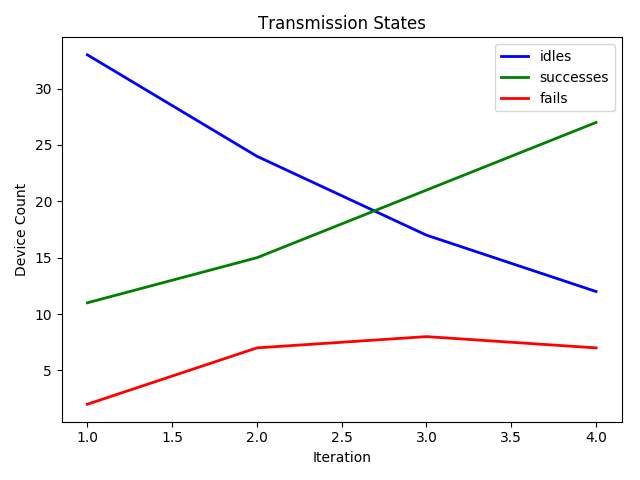 Transmission States
idles
successes
fails
Device Count
30
25
20
15
10
5
1.0 1.5 2.0 2.5 3.0 3.5 4.0
Iteration